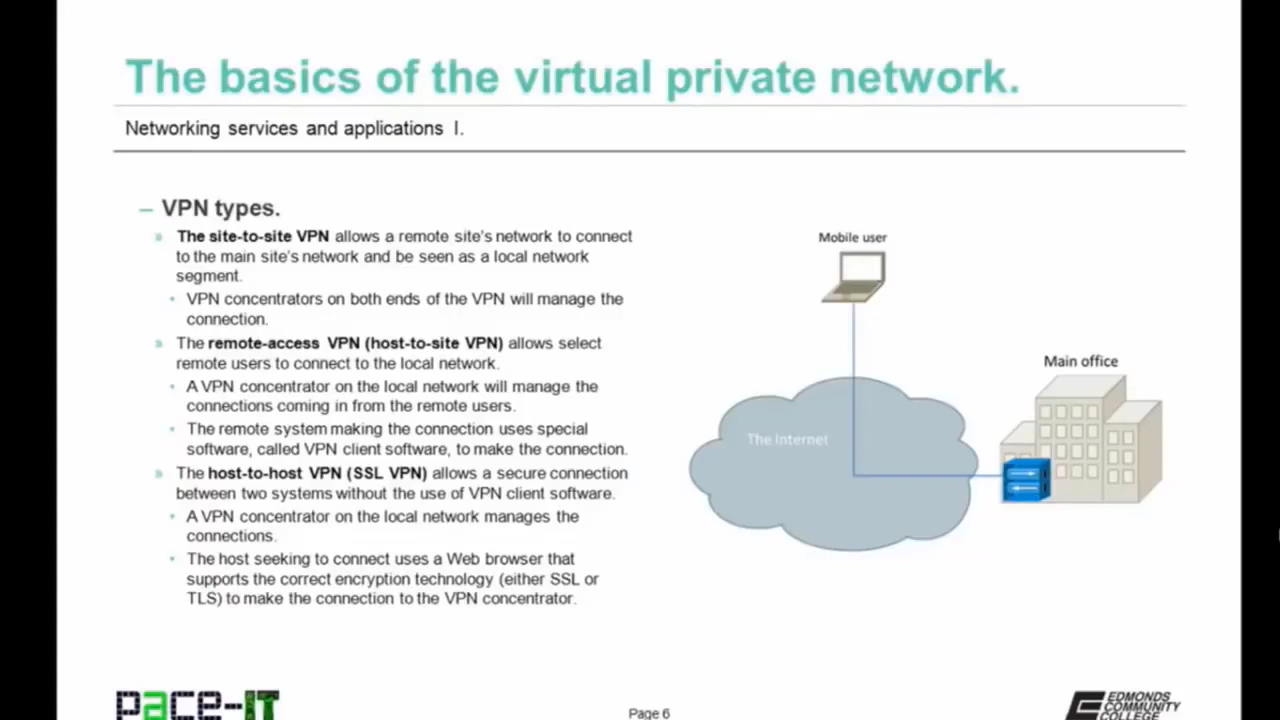 The basics of the virtual private network.
Networking services and applications I.
– VPN types.
» The site-to-site VPN allows a remote site's network to connect
to the main site's network and be seen as a local network
segment.
• VPN concentrators on both ends of the VPN will manage the
connection.
» The remote-access VPN (host-to-site VPN) allows select
remote users to connect to the local network.
• A VPN concentrator on the local network will manage the
connections coming in from the remote users.
• The remote system making the connection uses special
software, called VPN client software, to make the connection.
» The host-to-host VPN (SSL VPN) allows a secure connection
between two systems without the use of VPN client software.
• A VPN concentrator on the local network manages the
connections.
• The host seeking to connect uses a Web browser that
supports the correct encryption technology (either SSL or
TLS) to make the connection to the VPN concentrator.
Mobile user
Main office
The Internet
pace-IT
Page 6
EDMONDS
COMMUNITY
COLLEGE